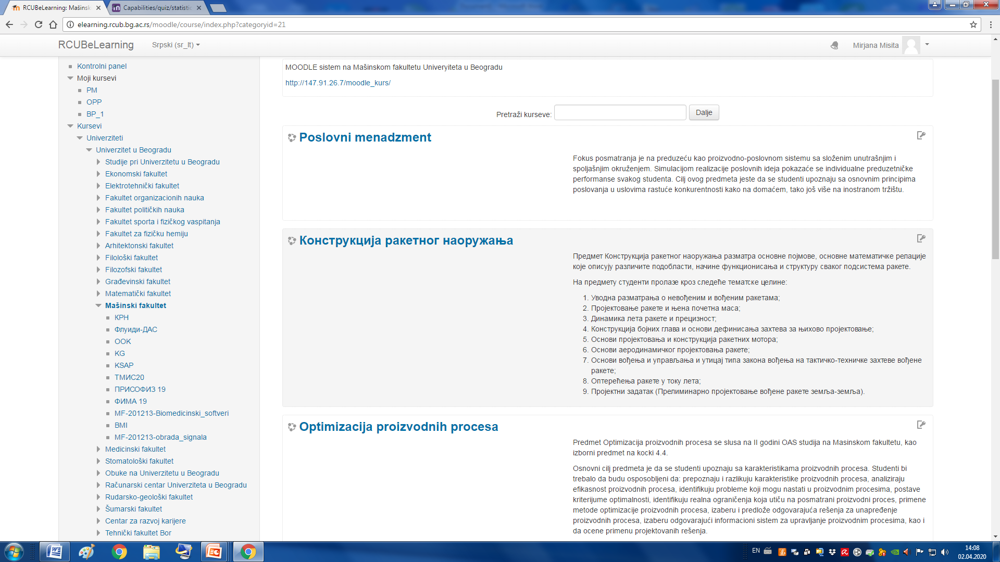 RCUBeLearning: Mašinsk
Capabilities/quiz/statistic
elearning.rcub.bg.ac.rs/moodle/course/index.php?categoryid=21
RCUBeLearning
Srpski (sr_lt)
Mirjana Misita
Kontrolni panel
Moji kursevi
PM
OPP
BP_1
Kursevi
Univerziteti
Univerzitet u Beogradu
Studije pri Univerzitetu u Beogradu
Ekonomski fakultet
Elektrotehnički fakultet
Fakultet organizacionih nauka
Fakultet političkih nauka
Fakultet sporta i fizičkog vaspitanja
Fakultet za fizičku hemiju
Arhitektonski fakultet
Filološki fakultet
Filozofski fakultet
Građevinski fakultet
Matematički fakultet
Mašinski fakultet
КРН
Флуиди-ДАС
OOK
KG
KSAP
ТМИС20
ПРИСОФИЗ 19
ФИМА 19
MF-201213-Biomedicinski_softveri
BMI
MF-201213-obrada_signala
Medicinski fakultet
Stomatološki fakultet
Obuke na Univerzitetu u Beogradu
Računarski centar Univerziteta u Beogradu
Rudarsko-geološki fakultet
Šumarski fakultet
Centar za razvoj karijere
Tehnički fakultet Bor
MOODLE sistem na Mašinskom fakultetu Univeryiteta u Beogradu
http://147.91.26.7/moodle_kurs/
Pretraži kurseve:
Dalje
Poslovni menadzment
Fokus posmatranja je na preduzeću kao proizvodno-poslovnom sistemu sa složenim unutrašnjim i
spoljašnjim okruženjem. Simulacijom realizacije poslovnih ideja pokazaće se individualne preduzetničke
performanse svakog studenta. Cilj ovog predmeta jeste da se studenti upoznaju sa osnovnim principima
poslovanja u uslovima rastuće konkurentnosti kako na domaćem, tako još više na inostranom tržištu.
Конструкција ракетног наоружања
Предмет Конструкција ракетног наоружања разматра основне појмове, основне математичке релације
које описују различите подобласти, начине функционисања и структуру сваког подсистема ракете.
На предмету студенти пролазе кроз следеће тематске целине:
1. Уводна разматрања о невођеним и вођеним ракетама;
2. Пројектовање ракете и њена почетна маса;
3. Динамика лета ракете и прецизност;
4. Конструкција бојних глава и основи дефинисања захтева за њихово пројектовање;
5. Основи пројектовања и конструкција ракетних мотора;
6. Основи аеродинамичког пројектовања ракете;
7. Основи вођења и управљања и утицај типа закона вођења на тактичко-техничке захтеве вођене
ракете;
8. Оптерећења ракете у току лета;
9. Пројектни задатак (Прелиминарно пројектовање вођене ракете земља-земља).
Optimizacija proizvodnih procesa
Predmet Optimizacija proizvodnih procesa se slusa na II godini OAS studija na Masinskom fakultetu, kao
izborni predmet na kocki 4.4.
Osnovni cilj predmeta je da se studenti upoznaju sa karakteristikama proizvodnih procesa. Studenti bi
trebalo da budu osposobljeni da: prepoznaju i razlikuju karakteristike proizvodnih procesa, analiziraju
efikasnost proizvodnih procesa, identifikuju probleme koji mogu nastati u proizvodnim procesima, postave
kriterijume optimalnosti, identifikuju realna ograničenja koja utiču na posmatrani proizvodni proces, primene
metode optimizacije proizvodnih procesa, izaberu i predlože odgovarajuća rešenja za unapređenje
proizvodnih procesa, izaberu odgovarajući informacioni sistem za upravljanje proizvodnim procesima, kao i
da ocene primenu projektovanih rešenja.
EN
14:08
02.04.2020